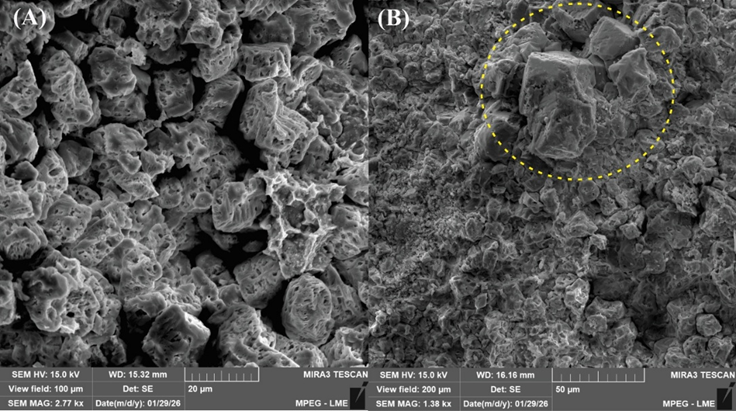 (A)
SEM HV: 15.0 kV WD: 15.32 mm MIRA3 TESCAN
View field: 100 µm Det: SE 20 µm
SEM MAG: 2.77 kx Date(m/d/y): 01/29/26 MPEG - LME
(B)
SEM HV: 15.0 kV WD: 16.16 mm MIRA3 TESCAN
View field: 200 µm Det: SE 50 µm
SEM MAG: 1.38 kx Date(m/d/y): 01/29/26 MPEG - LME